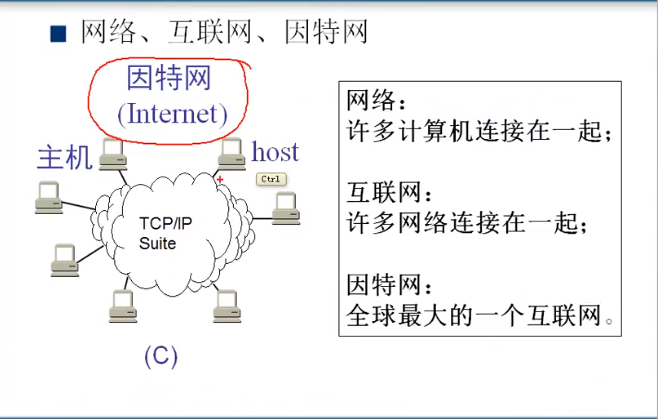 ■ 网络、互联网、因特网
因特网
(Internet)
主机
host
Ctrl
TCP/IP
Suite
(C)
网络：
许多计算机连接在一起；
互联网：
许多网络连接在一起；
因特网：
全球最大的一个互联网。